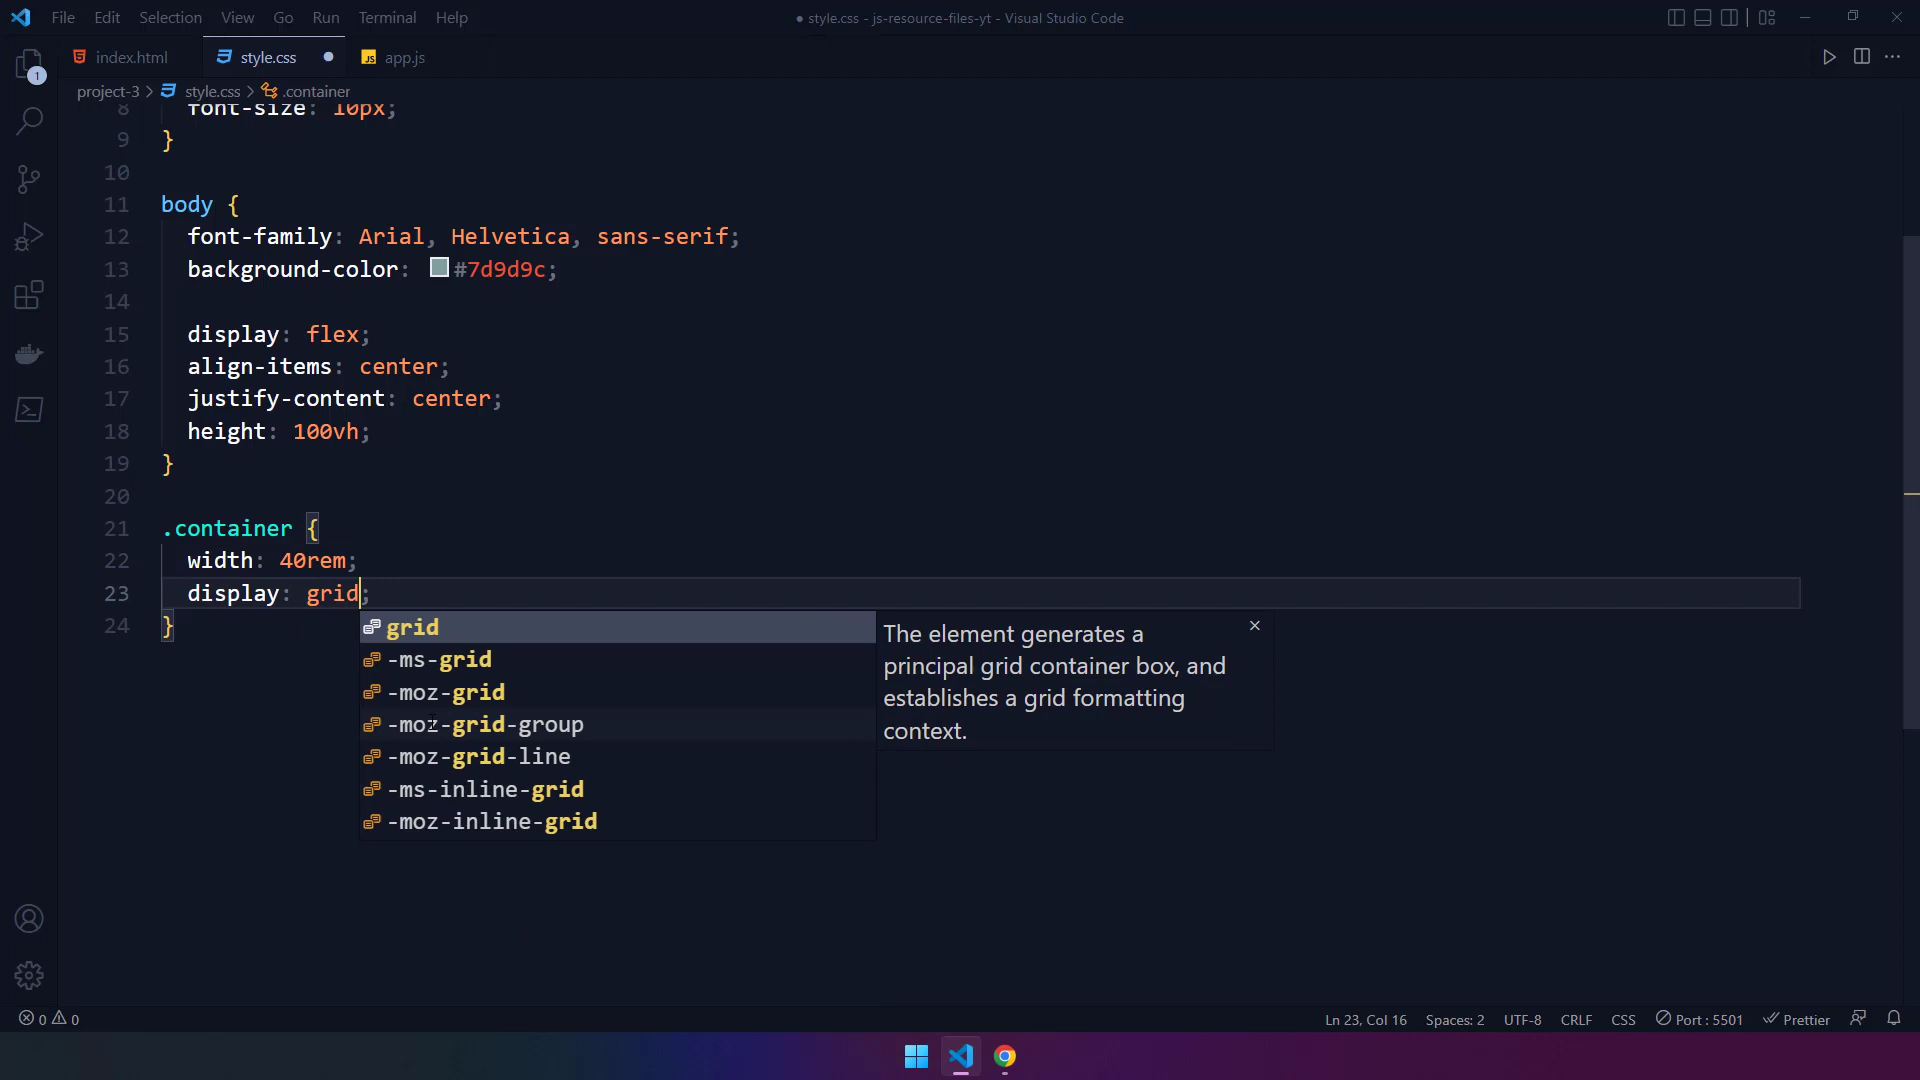 File Edit Selection View Go Run Terminal Help
● style.css - js-resource-files-yt - Visual Studio Code
index.html style.css ● JS app.js
project-3 > style.css > .container
8 font-size: 10px;
9 }
10
11 body {
12 font-family: Arial, Helvetica, sans-serif;
13 background-color: #7d9d9c;
14
15 display: flex;
16 align-items: center;
17 justify-content: center;
18 height: 100vh;
19 }
20
21 .container {
22 width: 40rem;
23 display: grid;
24 }
grid
-ms-grid
-moz-grid
-moz-grid-group
-moz-grid-line
-ms-inline-grid
-moz-inline-grid
The element generates a
principal grid container box, and
establishes a grid formatting
context.
1
0 0
Ln 23, Col 16 Spaces: 2 UTF-8 CRLF CSS Port : 5501 Prettier